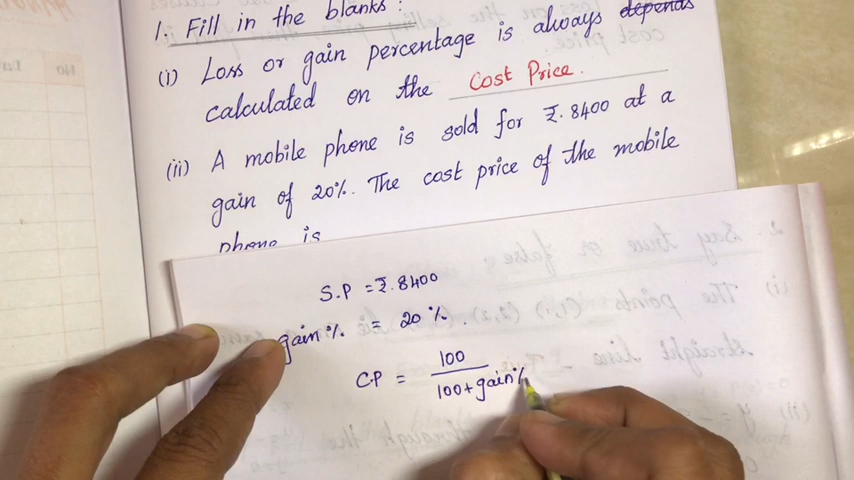 1. Fill in the blanks :
(i) Loss or gain percentage is always depends
calculated on the Cost Price.
(ii) A mobile phone is sold for ₹. 8400 at a
gain of 20%. The cost price of the mobile
phone is
S.P = ₹. 8400
gain % = 20 %.
C.P = 100
100 + gain %